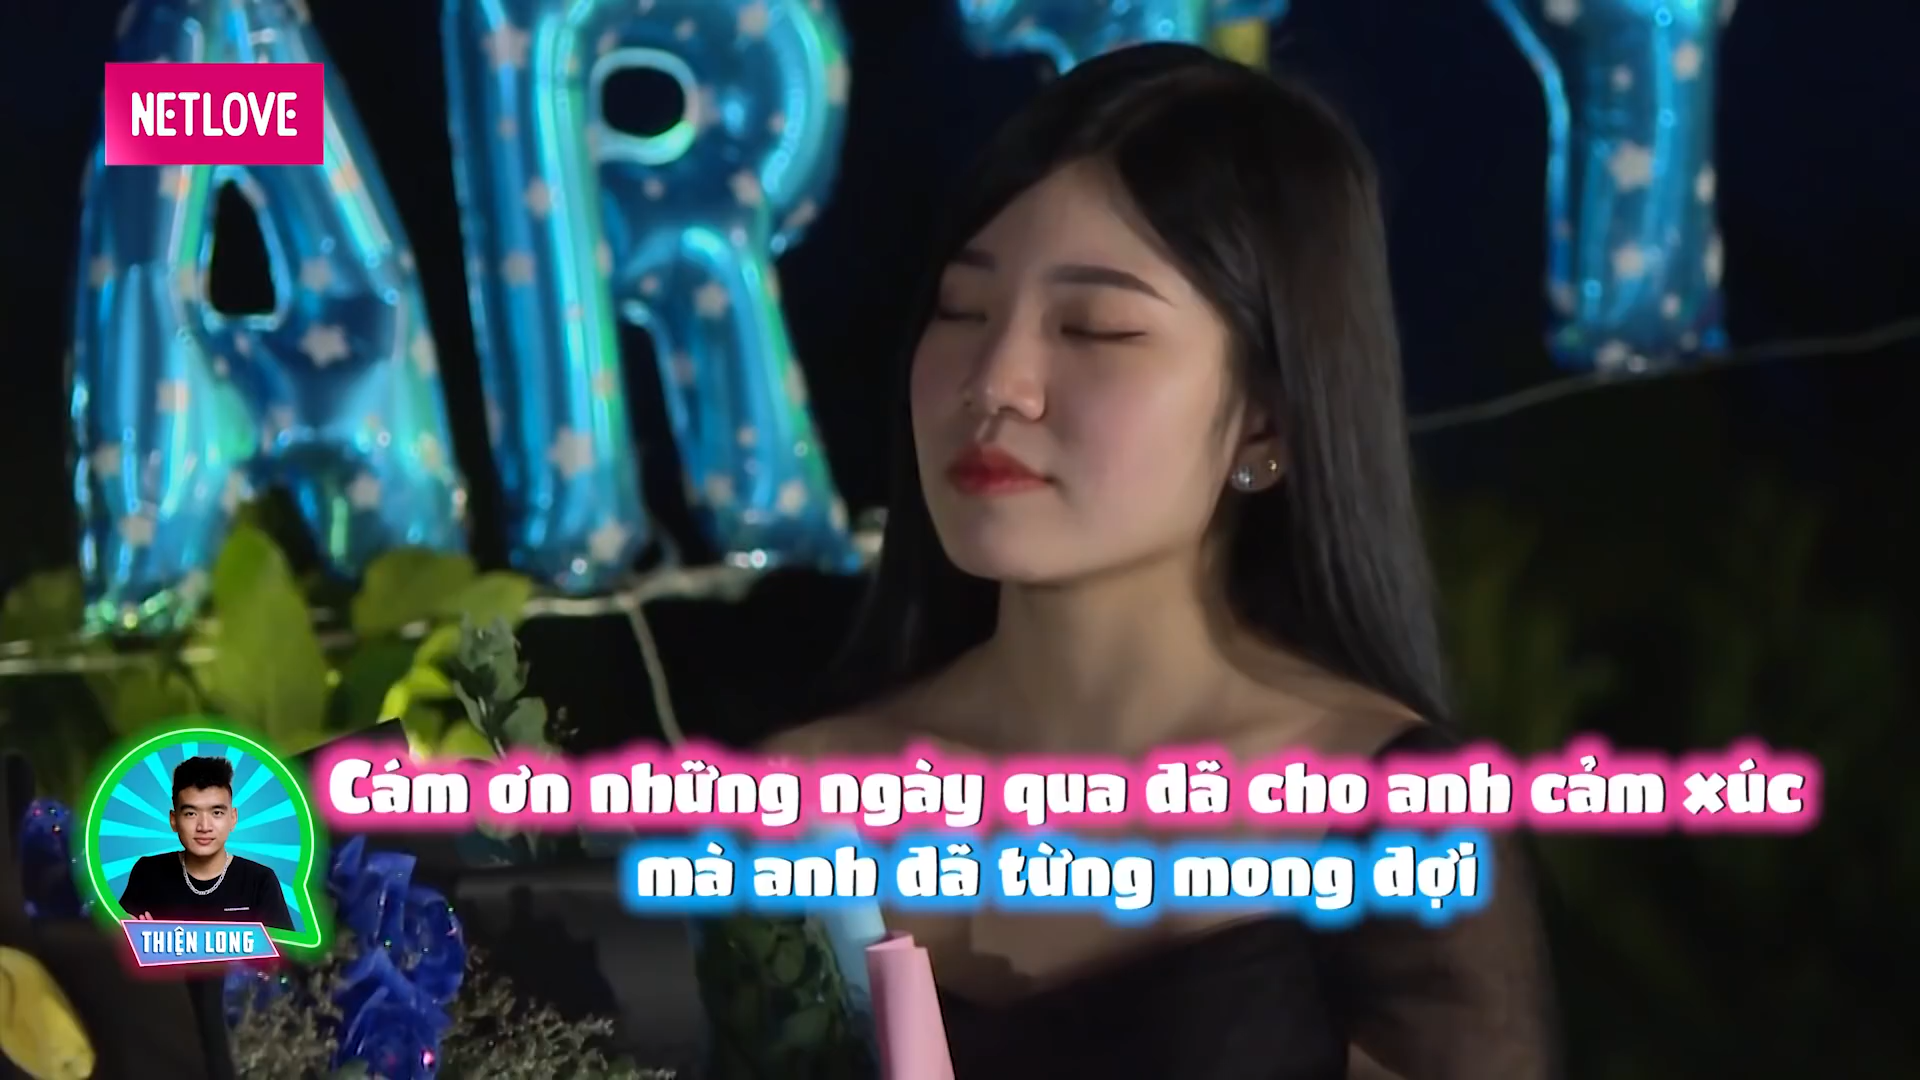 NETLOVE
ARTY
Cám ơn những ngày qua đã cho anh cảm xúc
mà anh đã từng mong đợi
THIỆN LONG